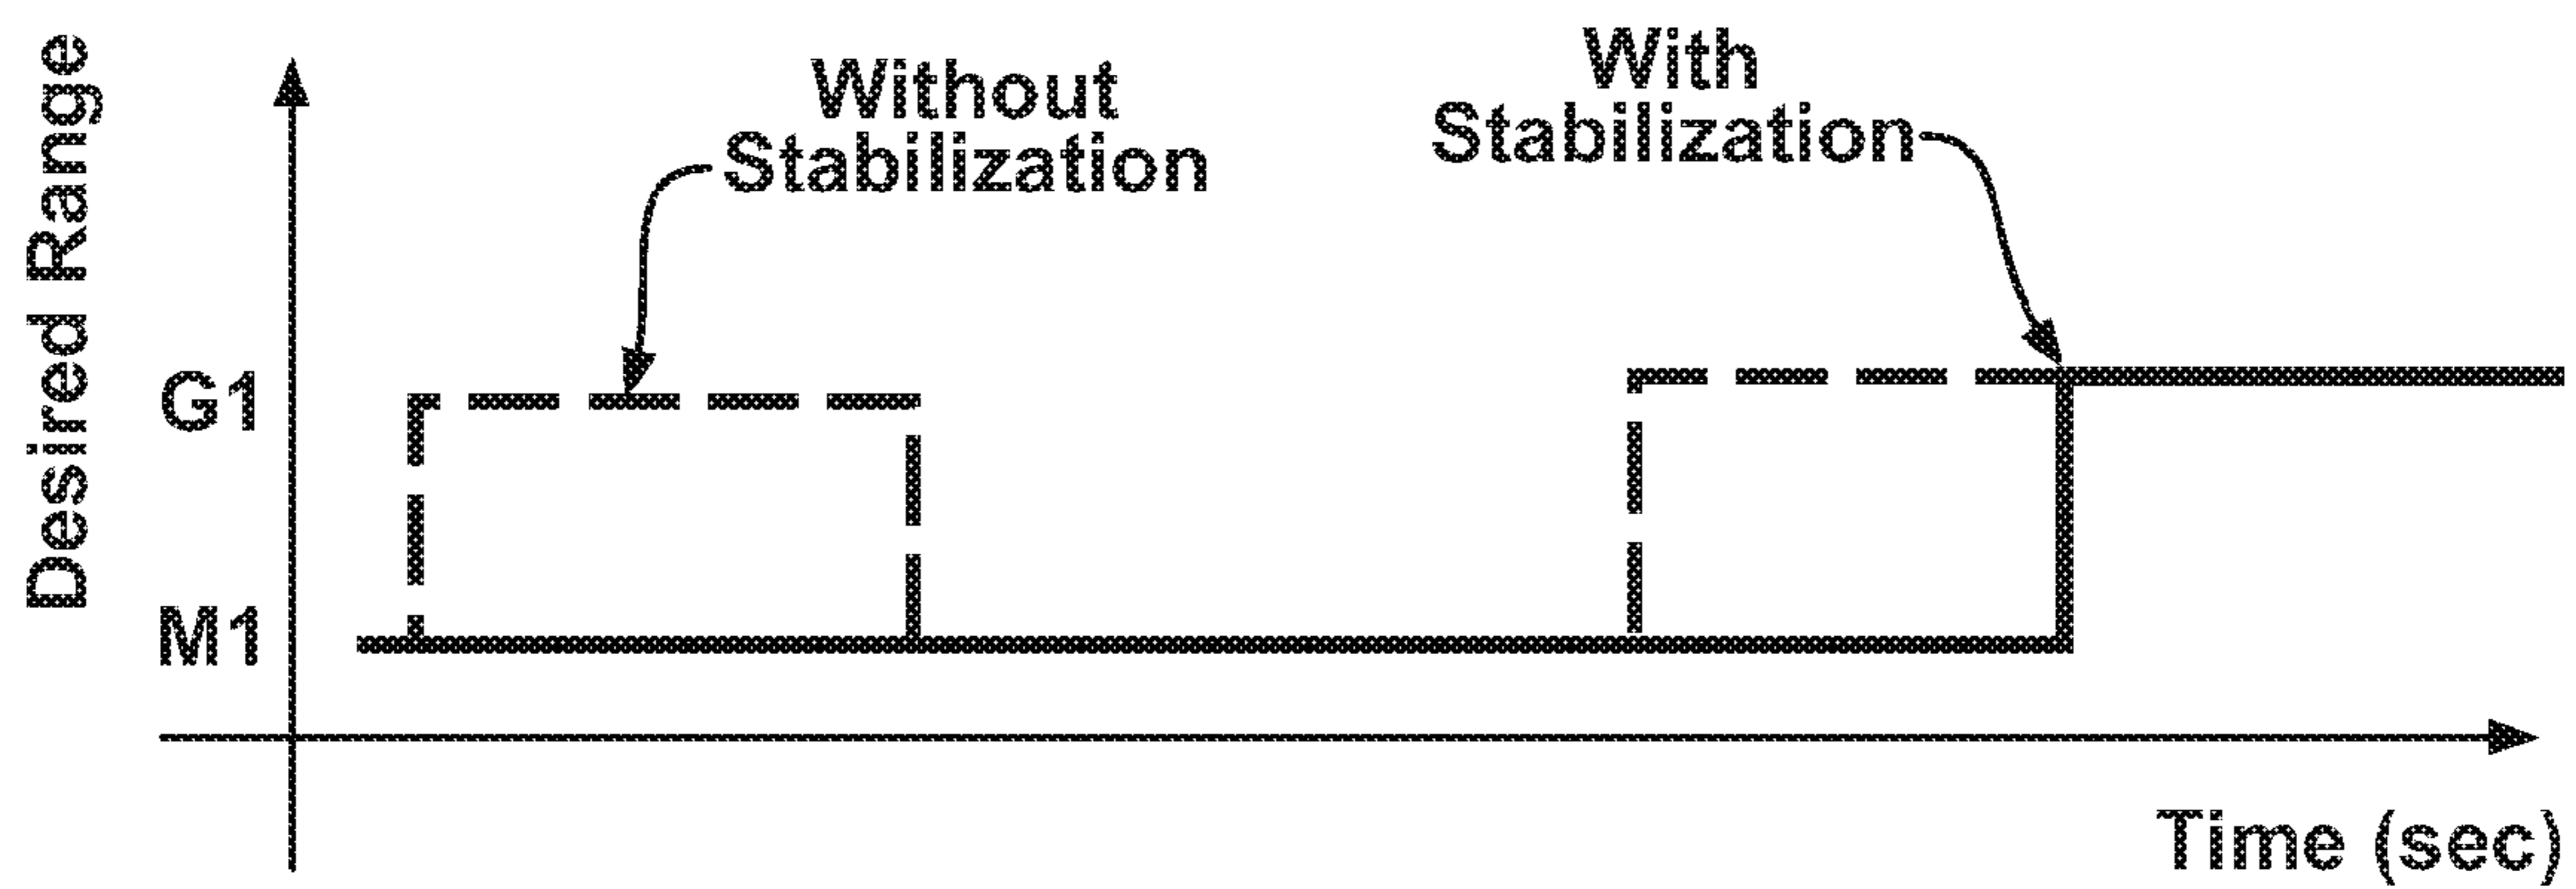 Desired Range
Without
Stabilization
With
Stabilization
G1
M1
Time (sec)